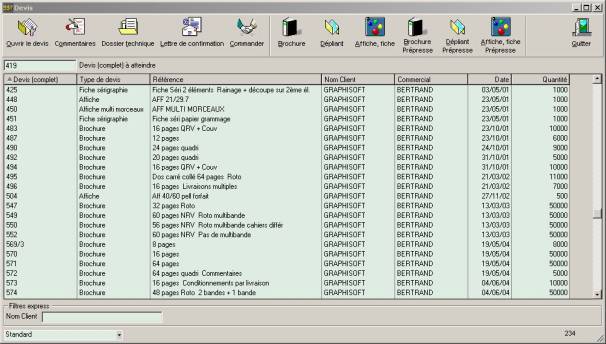 Devis
Ouvrir le devis Commentaires Dossier technique Lettre de confirmation Commander Brochure Dépliant Affiche, fiche Brochure Prépresse Dépliant Prépresse Affiche, fiche Prépresse Quitter
419 Devis (complet) à atteindre
Devis (complet) Type de devis Référence Nom Client Commercial Date Quantité
425 Fiche sérigraphie Fiche Séri 2 éléments Rainage + découpe sur 2ème él. GRAPHISOFT BERTRAND 03/05/01 1000
448 Affiche AFF 21/29.7 GRAPHISOFT BERTRAND 23/05/01 1000
450 Affiche multi morceaux AFF MULTI MORCEAUX GRAPHISOFT BERTRAND 23/05/01 1000
451 Fiche sérigraphie Fiche séri papier grammage GRAPHISOFT BERTRAND 23/05/01 1000
483 Brochure 16 pages QRV + Couv GRAPHISOFT BERTRAND 23/10/01 10000
487 Brochure 12 pages GRAPHISOFT BERTRAND 23/10/01 6000
490 Brochure 24 pages quadri GRAPHISOFT BERTRAND 24/10/01 9000
492 Brochure 20 pages quadri GRAPHISOFT BERTRAND 31/10/01 5000
494 Brochure 16 pages QRV + Couv GRAPHISOFT BERTRAND 31/10/01 10000
495 Brochure Dos carré collé 64 pages Roto GRAPHISOFT BERTRAND 21/03/02 11000
496 Brochure 16 pages Livraisons multiples GRAPHISOFT BERTRAND 21/03/02 7000
504 Affiche Aff 40/60 pell forfait GRAPHISOFT BERTRAND 27/11/02 500
547 Brochure 32 pages Roto GRAPHISOFT BERTRAND 13/03/03 50000
549 Brochure 60 pages NRV Roto multibande GRAPHISOFT BERTRAND 13/03/03 50000
550 Brochure 56 pages NRV Roto multibande cahiers différ GRAPHISOFT BERTRAND 13/03/03 50000
552 Brochure 60 pages NRV Pas de multibande GRAPHISOFT BERTRAND 13/03/03 50000
569/3 Brochure 8 pages GRAPHISOFT BERTRAND 19/05/04 8000
570 Brochure 16 pages GRAPHISOFT BERTRAND 19/05/04 50000
571 Brochure 64 pages GRAPHISOFT BERTRAND 19/05/04 50000
572 Brochure 64 pages quadri Commentaires GRAPHISOFT BERTRAND 19/05/04 5000
573 Brochure 16 pages Conditionnements par livraison GRAPHISOFT BERTRAND 04/06/04 10000
574 Brochure 48 pages Roto 2 bandes + 1 bande GRAPHISOFT BERTRAND 04/06/04 50000
Filtres express
Nom Client
Standard 234